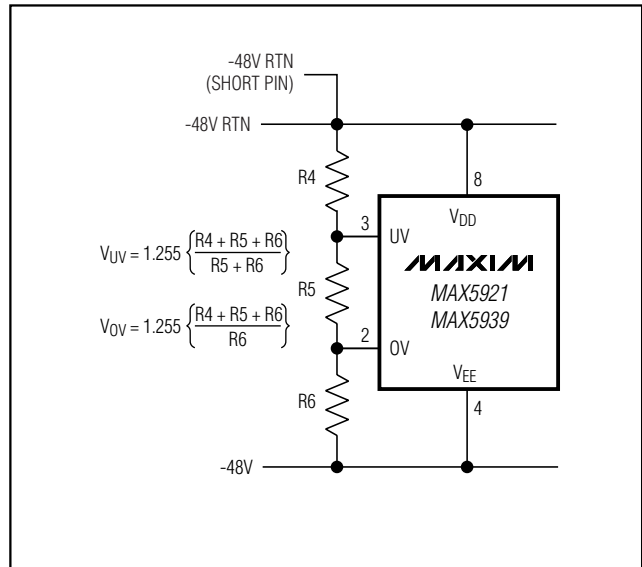 -48V RTN
(SHORT PIN)
-48V RTN
R4
8
VDD
3
UV
VUV = 1.255 {R4 + R5 + R6 / R5 + R6}
MAXIM
MAX5921
MAX5939
R5
VOV = 1.255 {R4 + R5 + R6 / R6}
2
OV
VEE
R6
4
-48V